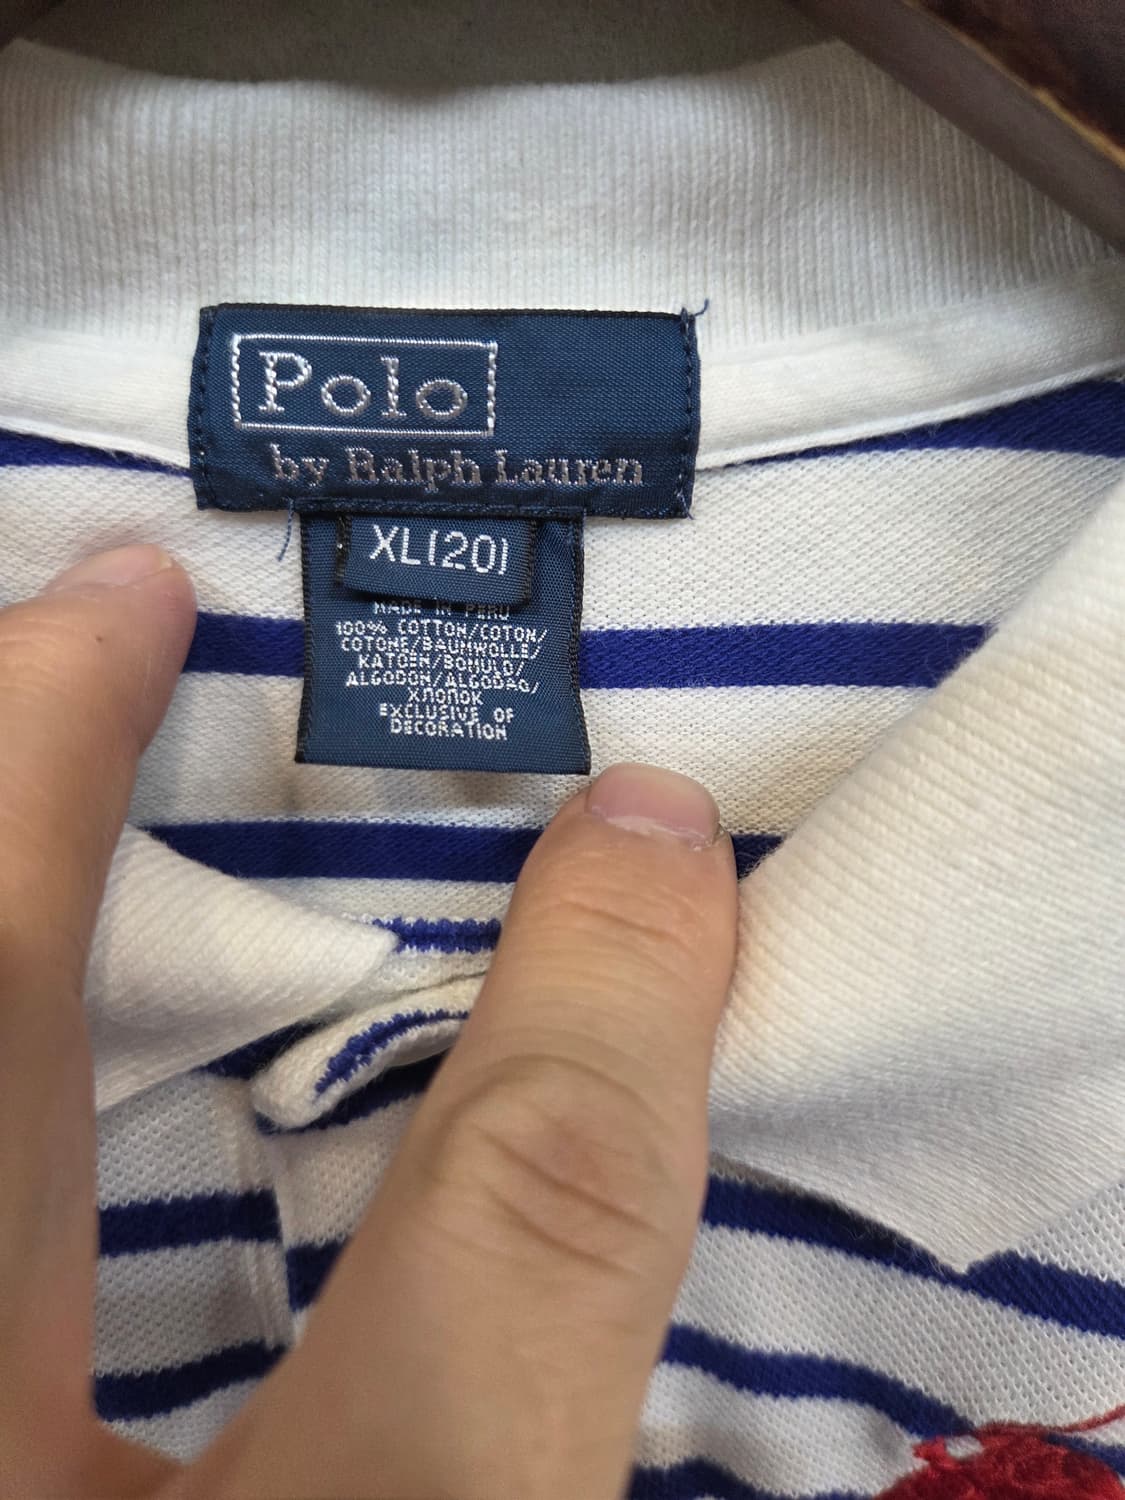 Polo
by Ralph Lauren
XL(20)
MADE IN PERU
100% COTTON/COTON/
COTONE/BAUMWOLLE/
KATOEN/BOMULD/
ALGODON/ALGODAO/
ХЛОПОК
EXCLUSIVE OF
DECORATION